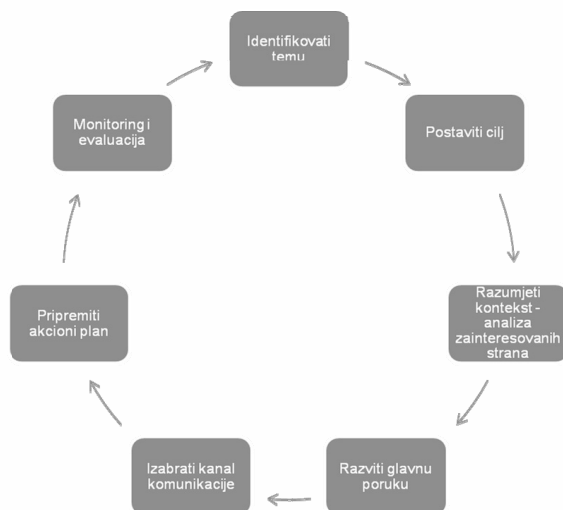 Identifikovati
temu
Postaviti cilj
Razumjeti
kontekst -
analiza
zainteresovanih
strana
Razviti glavnu
poruku
Izabrati kanal
komunikacije
Pripremiti
akcioni plan
Monitoring i
evaluacija